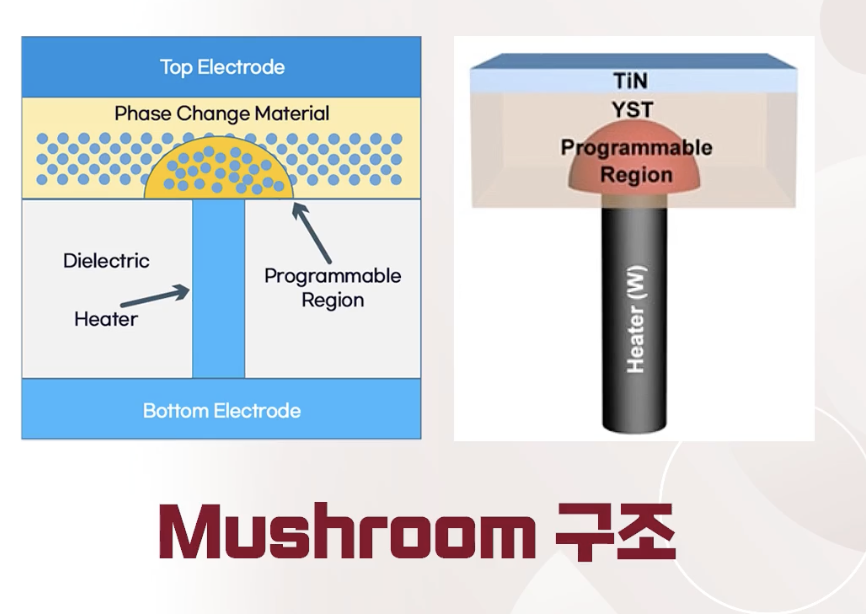 Top Electrode
Phase Change Material
Dielectric
Heater
Programmable
Region
Bottom Electrode
TiN
YST
Programmable
Region
Heater (W)
Mushroom 구조